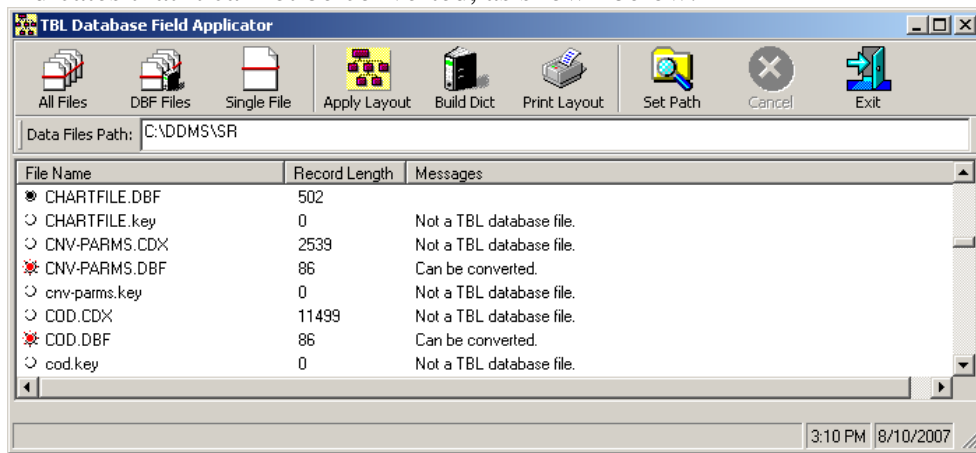 TBL Database Field Applicator
All Files DBF Files Single File Apply Layout Build Dict Print Layout Set Path Cancel Exit
Data Files Path: C:\DDMS\SR
File Name Record Length Messages
CHARTFILE.DBF 502
CHARTFILE.key 0 Not a TBL database file.
CNV-PARMS.CDX 2539 Not a TBL database file.
CNV-PARMS.DBF 86 Can be converted.
cnv-parms.key 0 Not a TBL database file.
COD.CDX 11499 Not a TBL database file.
COD.DBF 86 Can be converted.
cod.key 0 Not a TBL database file.
3:10 PM 8/10/2007